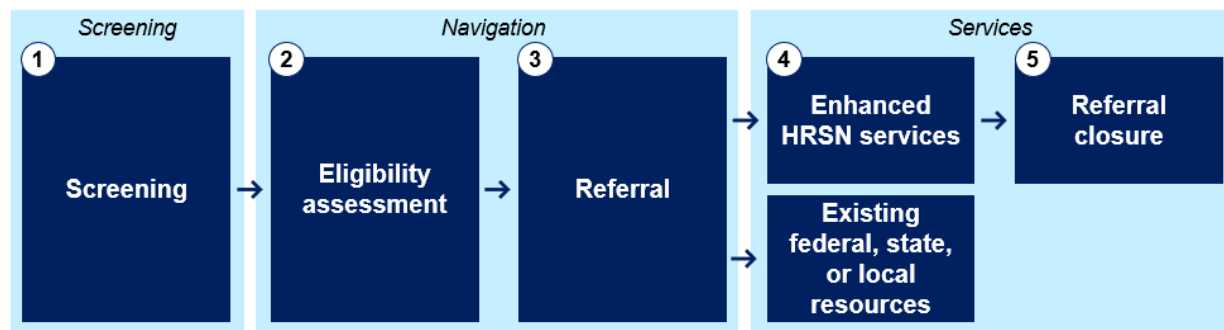 Screening
Navigation
Services
1
Screening
2
Eligibility
assessment
3
Referral
4
Enhanced
HRSN services
5
Referral
closure
Existing
federal, state,
or local
resources